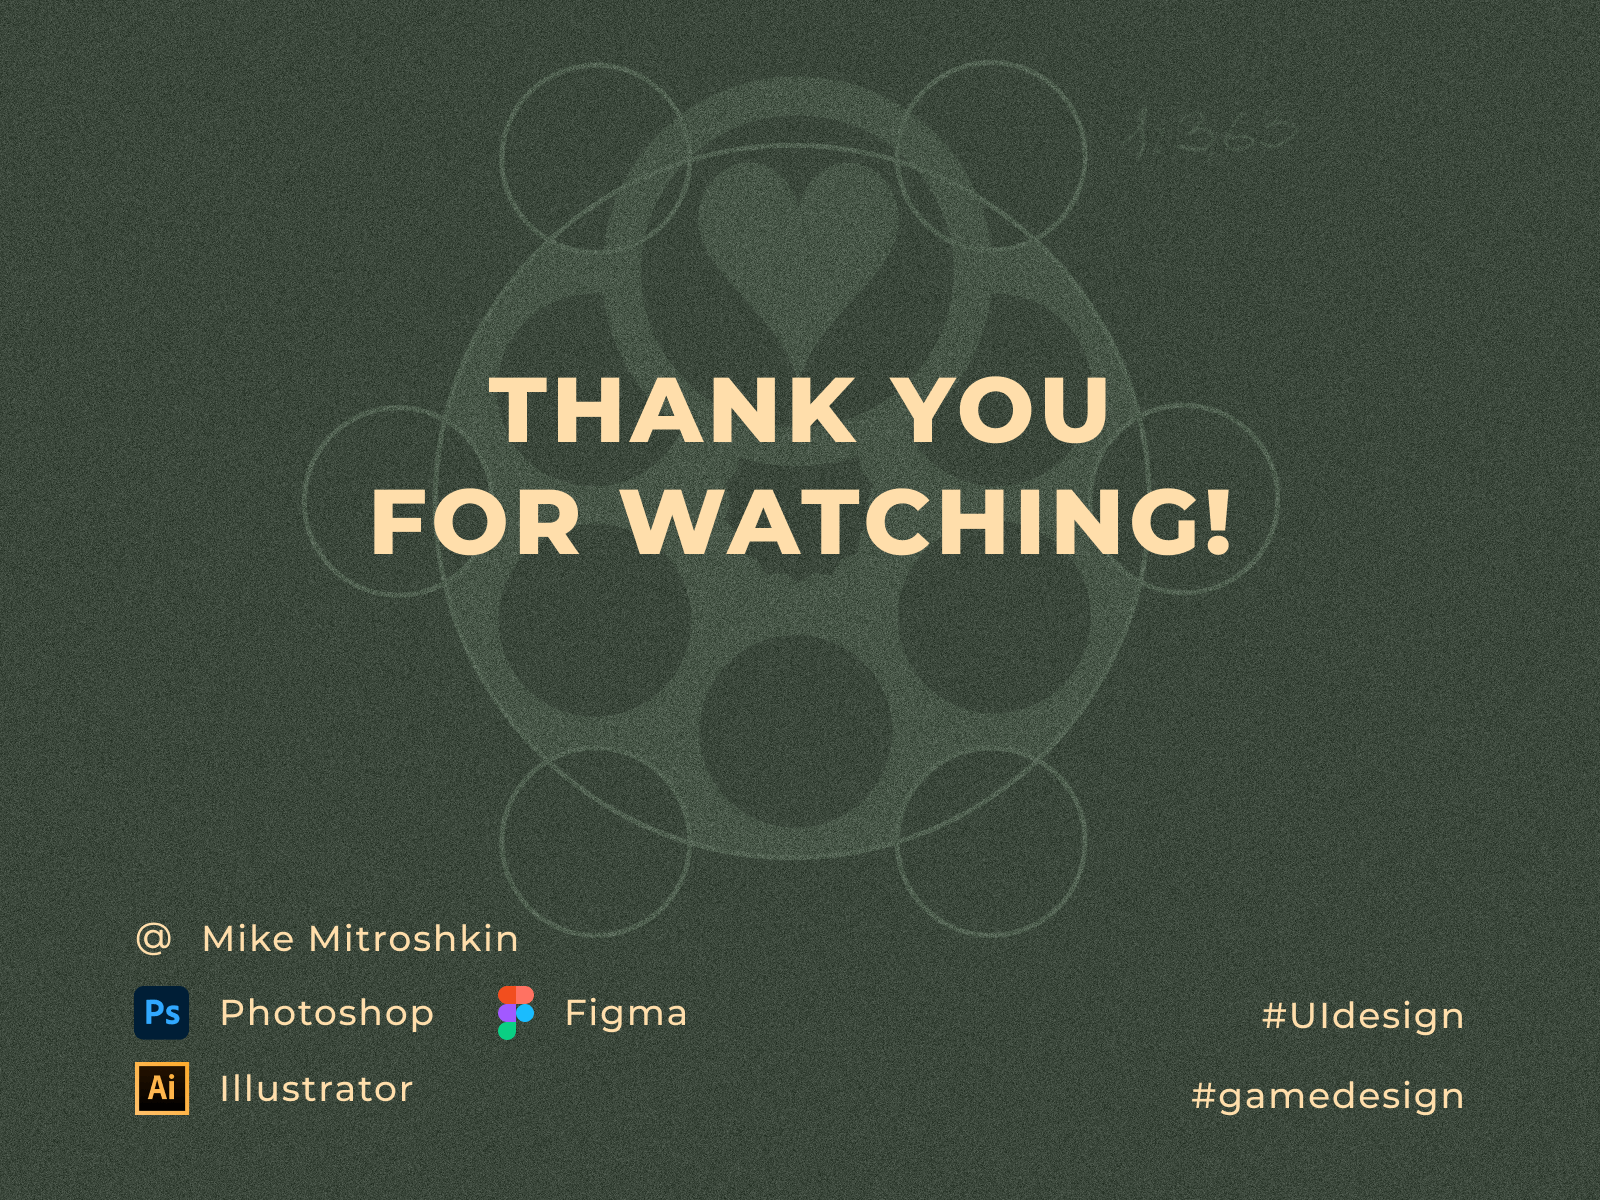 THANK YOU
FOR WATCHING!
@ Mike Mitroshkin
Ps Photoshop Figma
Ai Illustrator
#UIdesign
#gamedesign